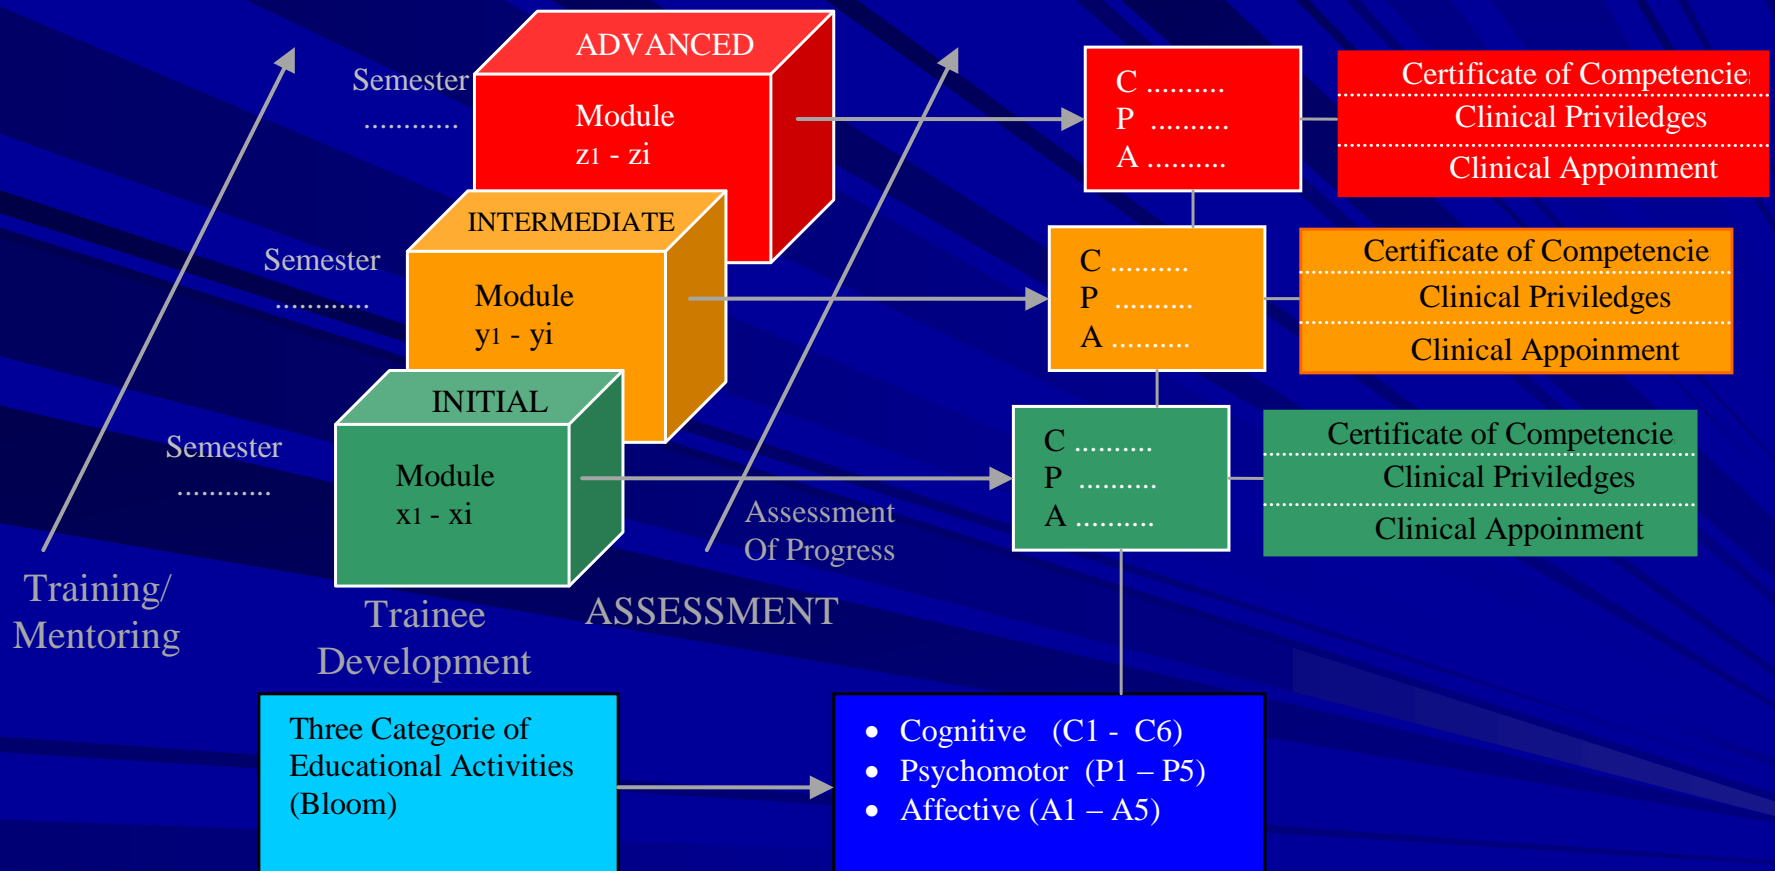 ADVANCED
Semester
............
Module
z1 - zi
C ..........
P ..........
A ..........
Certificate of Competencie
Clinical Priviledges
Clinical Appoinment
INTERMEDIATE
Semester
............
Module
y1 - yi
C ..........
P ..........
A ..........
Certificate of Competencie
Clinical Priviledges
Clinical Appoinment
INITIAL
Semester
............
Module
x1 - xi
C ..........
P ..........
A ..........
Certificate of Competencie
Clinical Priviledges
Clinical Appoinment
Assessment
Of Progress
Training/
Mentoring
Trainee
Development
ASSESSMENT
Three Categorie of
Educational Activities
(Bloom)
• Cognitive (C1 - C6)
• Psychomotor (P1 – P5)
• Affective (A1 – A5)